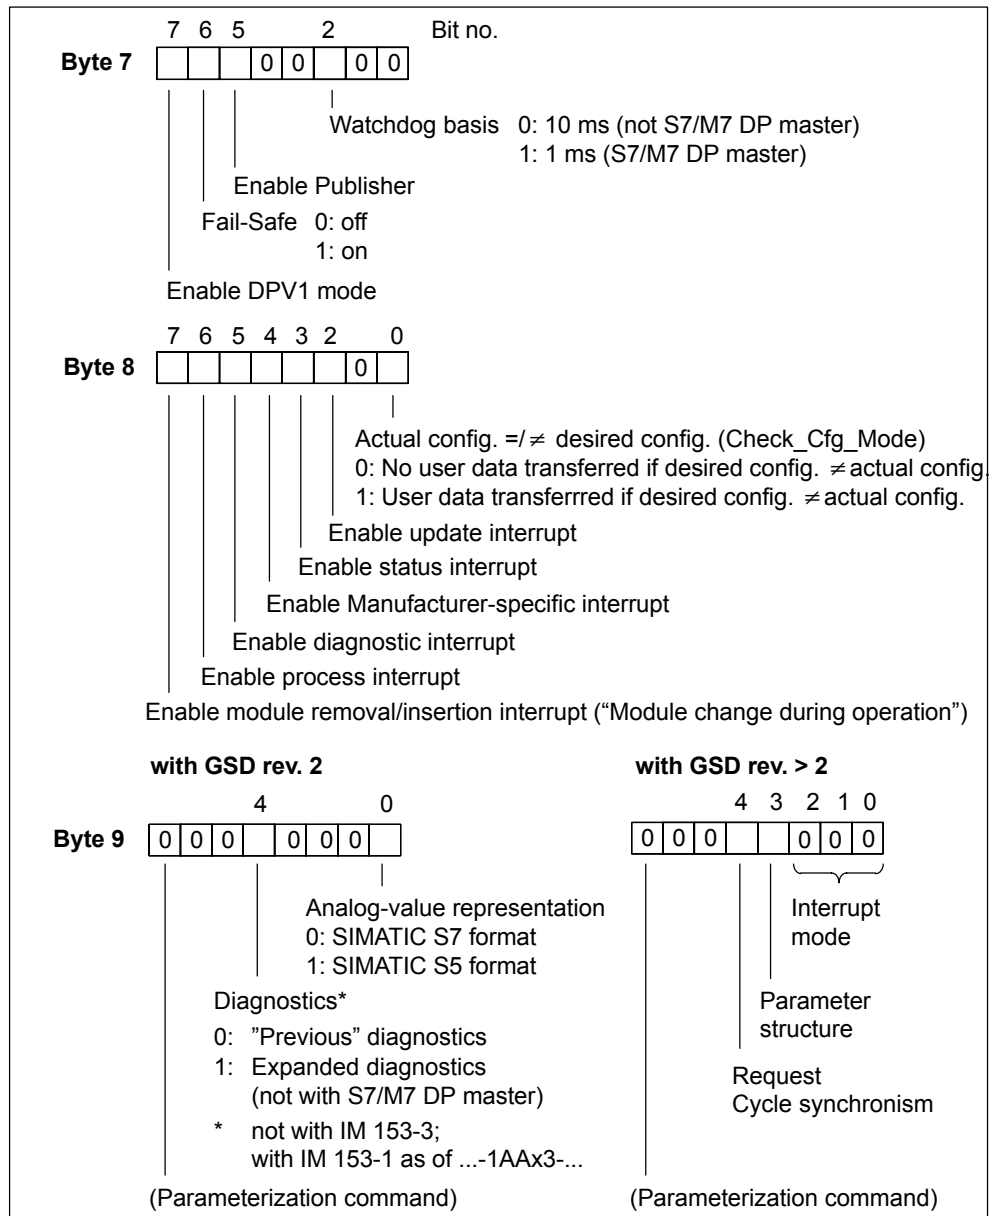 7 6 5 2 Bit no.
Byte 7 0 0 0 0
Watchdog basis 0: 10 ms (not S7/M7 DP master)
1: 1 ms (S7/M7 DP master)
Enable Publisher
Fail-Safe 0: off
1: on
Enable DPV1 mode
7 6 5 4 3 2 0
Byte 8 0
Actual config. =/≠ desired config. (Check_Cfg_Mode)
0: No user data transferred if desired config. ≠ actual config.
1: User data transferrred if desired config. ≠ actual config.
Enable update interrupt
Enable status interrupt
Enable Manufacturer-specific interrupt
Enable diagnostic interrupt
Enable process interrupt
Enable module removal/insertion interrupt (“Module change during operation”)
with GSD rev. 2
4 0
Byte 9 0 0 0 0 0 0
Analog-value representation
0: SIMATIC S7 format
1: SIMATIC S5 format
Diagnostics*
0: ”Previous” diagnostics
1: Expanded diagnostics
(not with S7/M7 DP master)
* not with IM 153-3;
with IM 153-1 as of ...-1AAx3-...
(Parameterization command)
with GSD rev. > 2
4 3 2 1 0
0 0 0 0 0 0
Interrupt
mode
Parameter
structure
Request
Cycle synchronism
(Parameterization command)